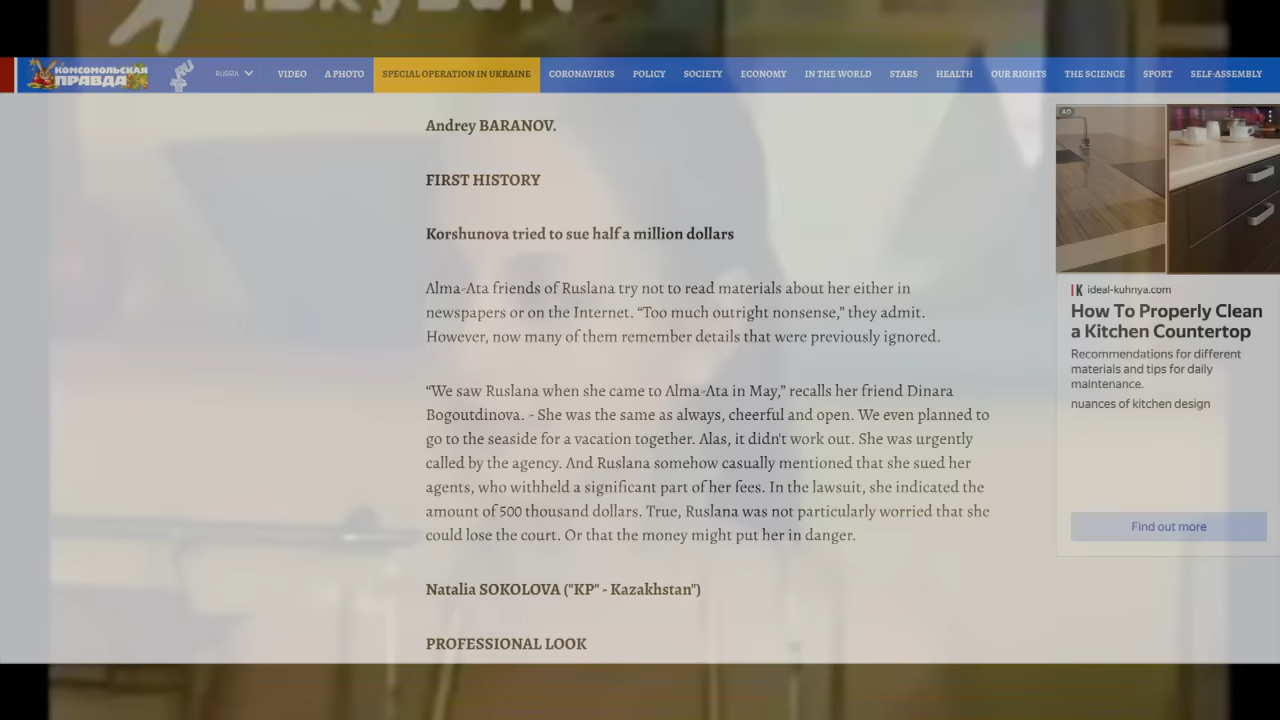 iSkysoft
КОМСОМОЛЬСКАЯ
ПРАВДА
RUSSIA
VIDEO
A PHOTO
SPECIAL OPERATION IN UKRAINE
CORONAVIRUS
POLICY
SOCIETY
ECONOMY
IN THE WORLD
STARS
HEALTH
OUR RIGHTS
THE SCIENCE
SPORT
SELF-ASSEMBLY
Andrey BARANOV.
FIRST HISTORY
Korshunova tried to sue half a million dollars
Alma-Ata friends of Ruslana try not to read materials about her either in
newspapers or on the Internet. “Too much outright nonsense,” they admit.
However, now many of them remember details that were previously ignored.
“We saw Ruslana when she came to Alma-Ata in May,” recalls her friend Dinara
Bogoutdinova. - She was the same as always, cheerful and open. We even planned to
go to the seaside for a vacation together. Alas, it didn't work out. She was urgently
called by the agency. And Ruslana somehow casually mentioned that she sued her
agents, who withheld a significant part of her fees. In the lawsuit, she indicated the
amount of 500 thousand dollars. True, Ruslana was not particularly worried that she
could lose the court. Or that the money might put her in danger.
Natalia SOKOLOVA ("KP" - Kazakhstan")
PROFESSIONAL LOOK
AD
ideal-kuhnya.com
How To Properly Clean
a Kitchen Countertop
Recommendations for different
materials and tips for daily
maintenance.
nuances of kitchen design
Find out more